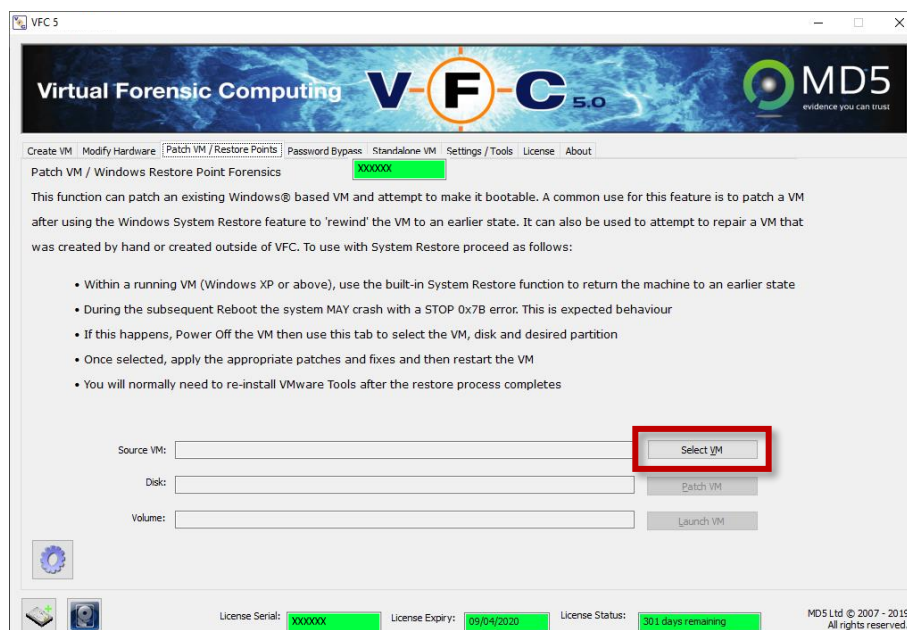 VFC 5
Virtual Forensic Computing
V-F-C 5.0
MD5
evidence you can trust
Create VM Modify Hardware Patch VM / Restore Points Password Bypass Standalone VM Settings / Tools License About
Patch VM / Windows Restore Point Forensics
XXXXXX
This function can patch an existing Windows® based VM and attempt to make it bootable. A common use for this feature is to patch a VM
after using the Windows System Restore feature to 'rewind' the VM to an earlier state. It can also be used to attempt to repair a VM that
was created by hand or created outside of VFC. To use with System Restore proceed as follows:
• Within a running VM (Windows XP or above), use the built-in System Restore function to return the machine to an earlier state
• During the subsequent Reboot the system MAY crash with a STOP 0x7B error. This is expected behaviour
• If this happens, Power Off the VM then use this tab to select the VM, disk and desired partition
• Once selected, apply the appropriate patches and fixes and then restart the VM
• You will normally need to re-install VMware Tools after the restore process completes
Source VM:
Select VM
Disk:
Patch VM
Volume:
Launch VM
License Serial: XXXXXX License Expiry: 09/04/2020 License Status: 301 days remaining
MD5 Ltd © 2007 - 2019
All rights reserved.